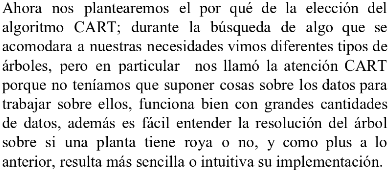 Ahora nos plantearemos el por qué de la elección del
algoritmo CART; durante la búsqueda de algo que se
acomodara a nuestras necesidades vimos diferentes tipos de
árboles, pero en particular nos llamó la atención CART
porque no teníamos que suponer cosas sobre los datos para
trabajar sobre ellos, funciona bien con grandes cantidades
de datos, además es fácil entender la resolución del árbol
sobre si una planta tiene roya o no, y como plus a lo
anterior, resulta más sencilla o intuitiva su implementación.